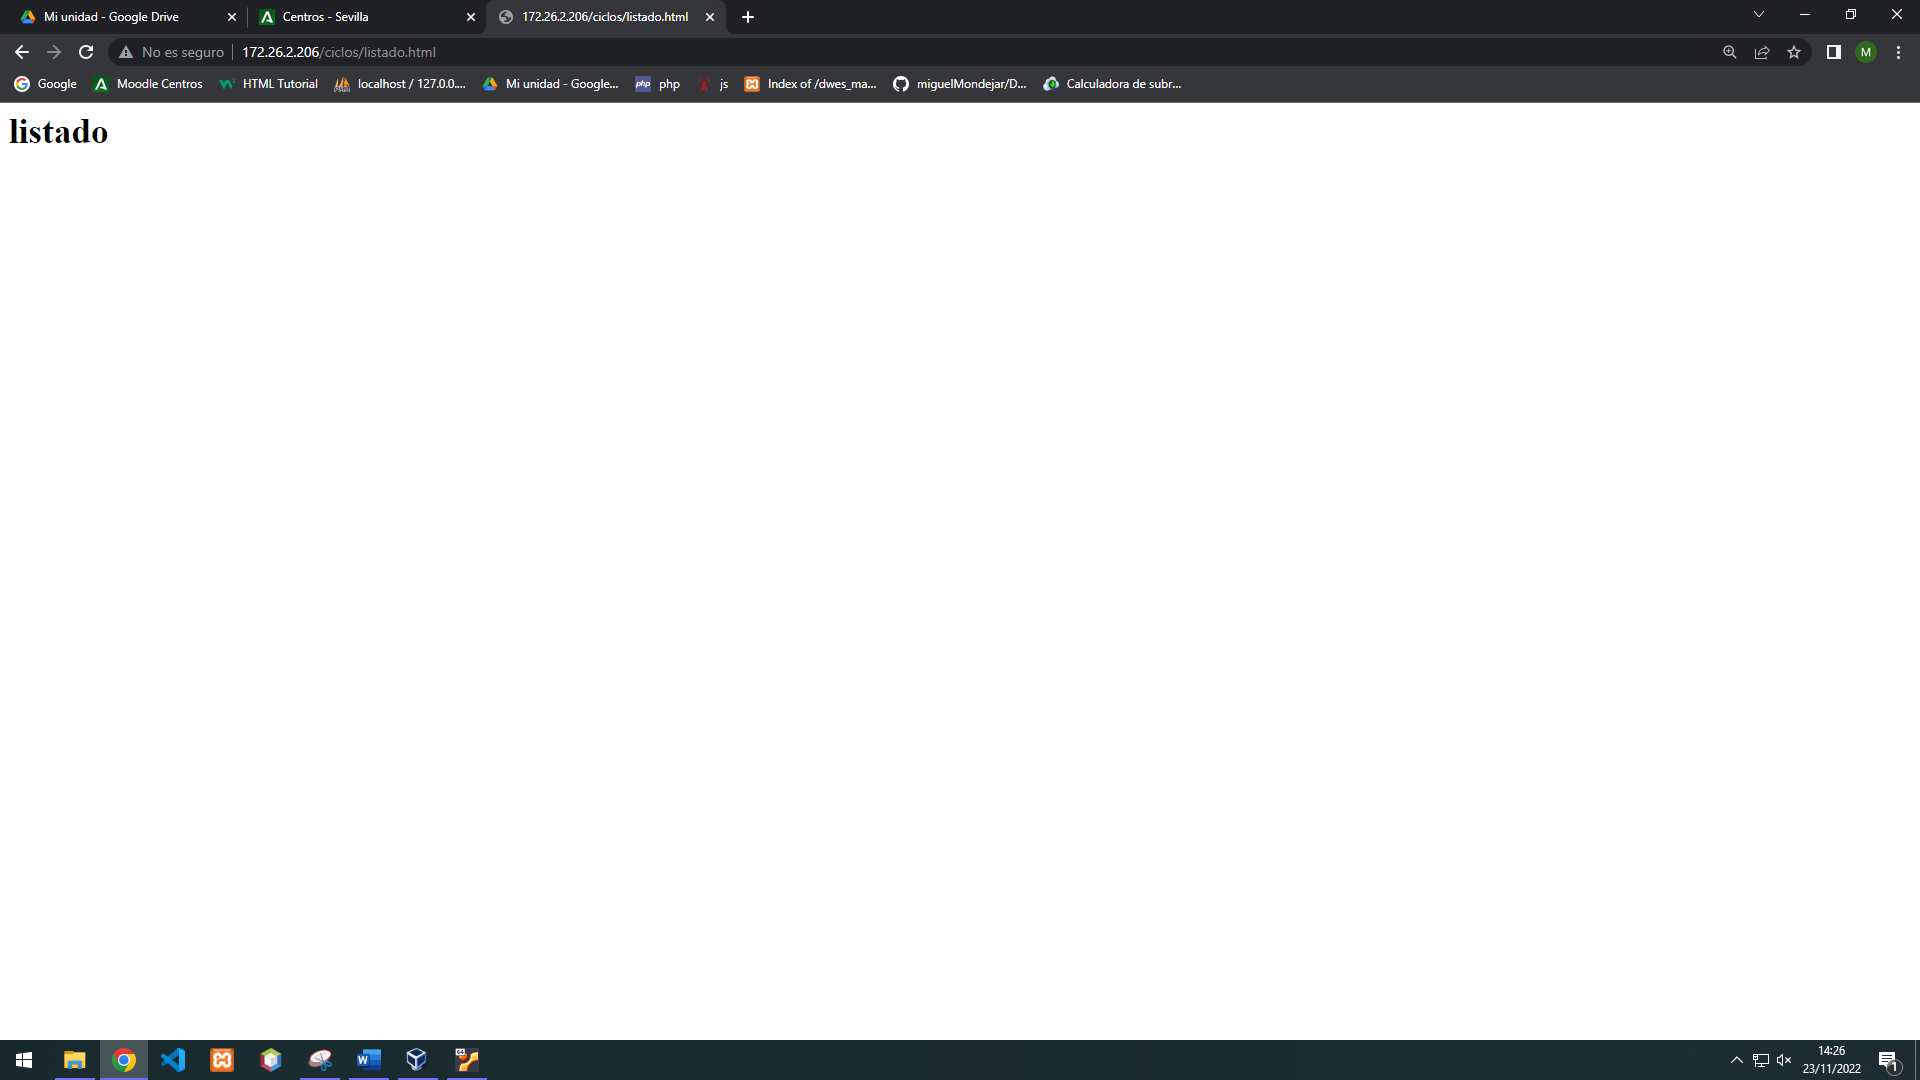 Mi unidad - Google Drive
Centros - Sevilla
172.26.2.206/ciclos/listado.html
No es seguro
172.26.2.206/ciclos/listado.html
M
Google
Moodle Centros
HTML Tutorial
localhost / 127.0.0....
Mi unidad - Google...
php
php
js
Index of /dwes_ma...
miguelMondejar/D...
Calculadora de subr...
listado
14:26
23/11/2022
1